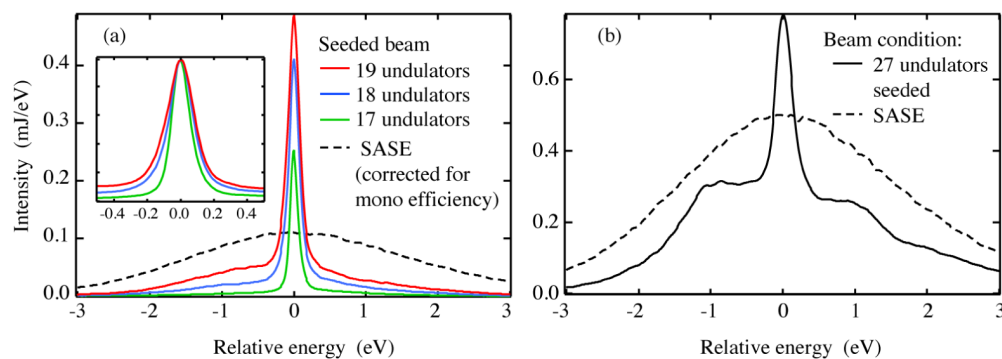 (a)
Seeded beam
19 undulators
18 undulators
17 undulators
SASE
(corrected for
mono efficiency)
Intensity (mJ/eV)
0.4
0.3
0.2
0.1
0.0
-0.4 -0.2 0.0 0.2 0.4
-3 -2 -1 0 1 2 3
Relative energy (eV)
(b)
Beam condition:
27 undulators
seeded
SASE
0.6
0.4
0.2
0.0
-3 -2 -1 0 1 2 3
Relative energy (eV)